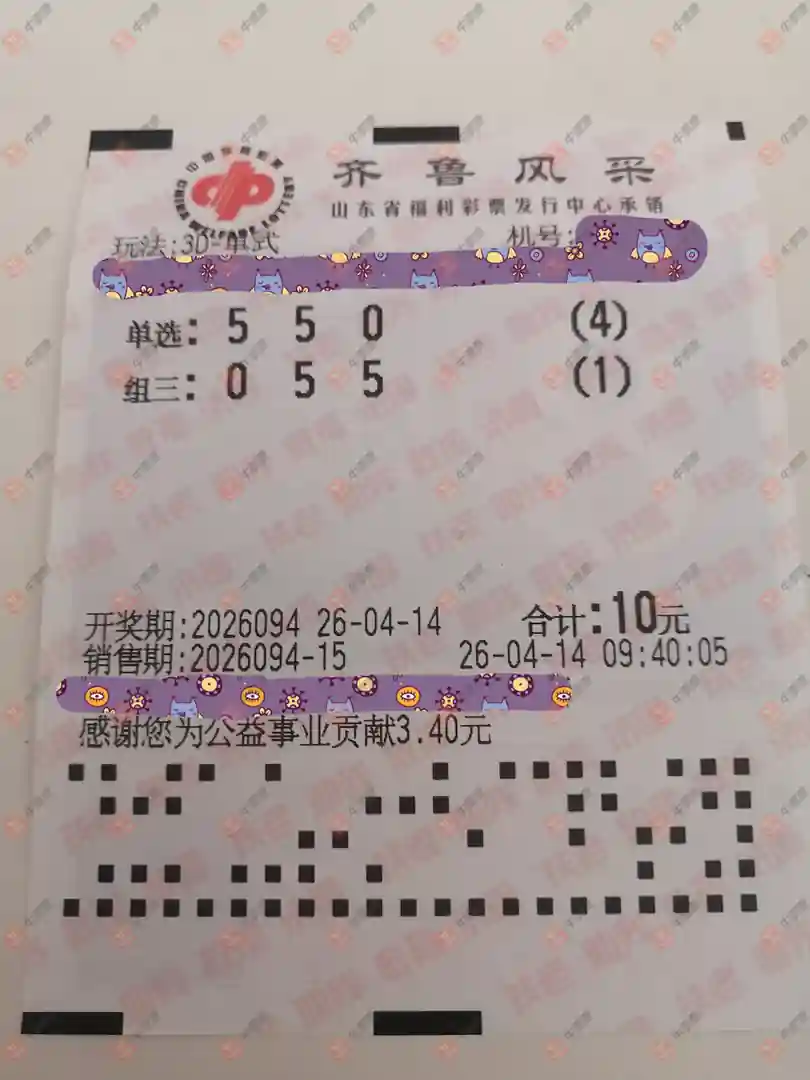 齐鲁风采
山东省福利彩票发行中心承销
CHINA WELFARE LOTTERY
玩法:3D-单式 机号:
单选: 5 5 0 (4)
组三: 0 5 5 (1)
开奖期:2026094 26-04-14 合计:10元
销售期:2026094-15 26-04-14 09:40:05
感谢您为公益事业贡献3.40元